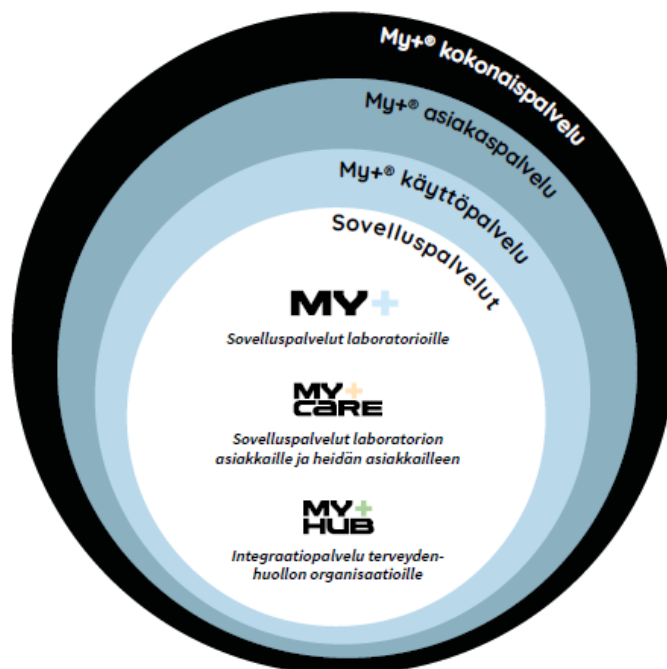 My+® kokonaispalvelu
My+® asiakaspalvelu
My+® käyttöpalvelu
Sovelluspalvelut
MY+
Sovelluspalvelut laboratorioille
MY+
CARE
Sovelluspalvelut laboratorion
asiakkaille ja heidän asiakkailleen
MY+
HUB
Integraatiopalvelu terveyden-
huollon organisaatioille